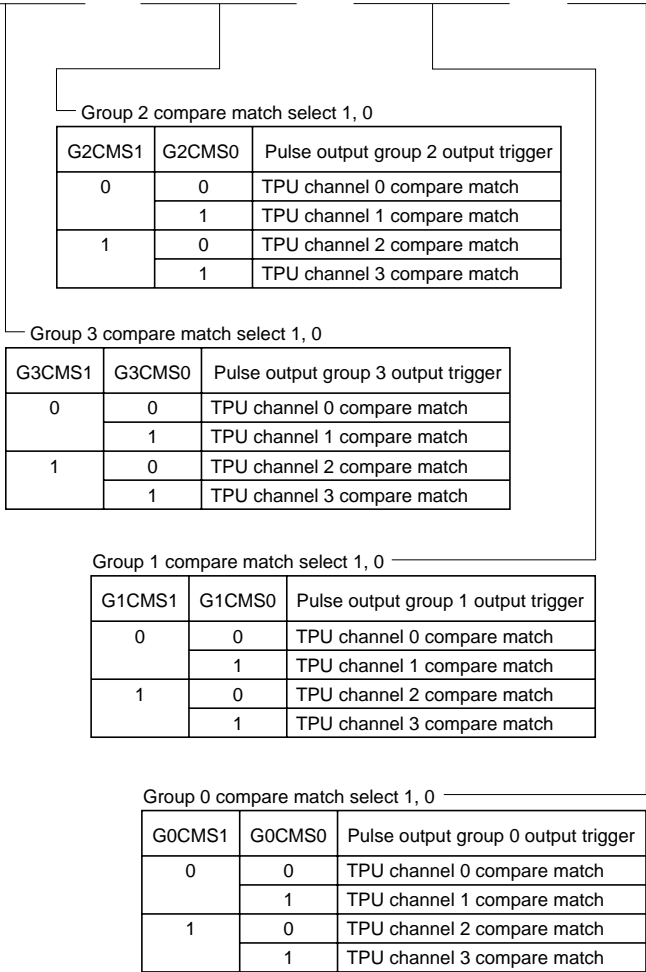 Group 2 compare match select 1, 0
G2CMS1 G2CMS0 Pulse output group 2 output trigger
0 0 TPU channel 0 compare match
1 TPU channel 1 compare match
1 0 TPU channel 2 compare match
1 TPU channel 3 compare match
Group 3 compare match select 1, 0
G3CMS1 G3CMS0 Pulse output group 3 output trigger
0 0 TPU channel 0 compare match
1 TPU channel 1 compare match
1 0 TPU channel 2 compare match
1 TPU channel 3 compare match
Group 1 compare match select 1, 0
G1CMS1 G1CMS0 Pulse output group 1 output trigger
0 0 TPU channel 0 compare match
1 TPU channel 1 compare match
1 0 TPU channel 2 compare match
1 TPU channel 3 compare match
Group 0 compare match select 1, 0
G0CMS1 G0CMS0 Pulse output group 0 output trigger
0 0 TPU channel 0 compare match
1 TPU channel 1 compare match
1 0 TPU channel 2 compare match
1 TPU channel 3 compare match